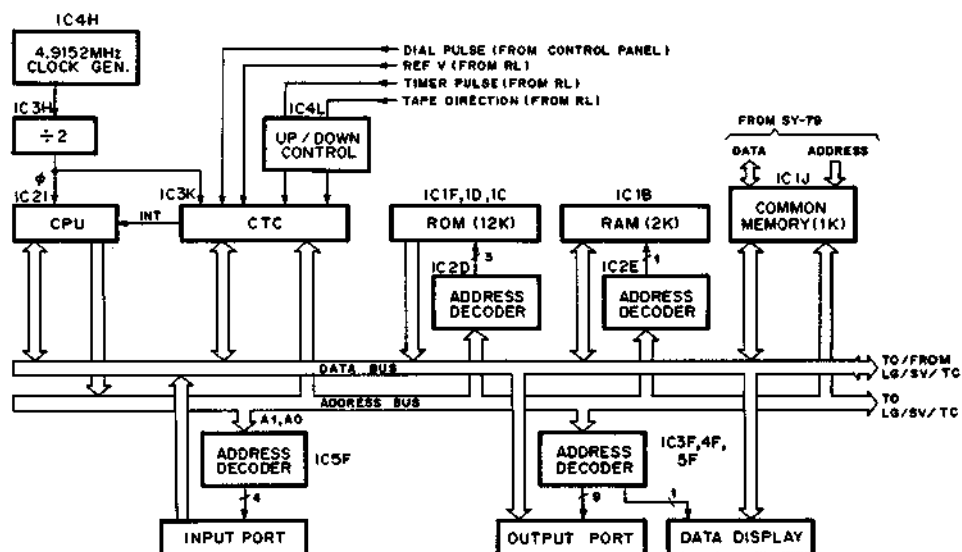 IC4H
4.9152MHz
CLOCK GEN.
DIAL PULSE (FROM CONTROL PANEL)
REF V (FROM RL)
TIMER PULSE (FROM RL)
TAPE DIRECTION (FROM RL)
IC3H
÷2
IC4L
UP / DOWN
CONTROL
FROM SY-79
DATA
ADDRESS
ϕ
IC2I
CPU
INT
IC3K
CTC
IC1F, 1D, 1C
ROM (12K)
IC1B
RAM (2K)
IC1J
COMMON
MEMORY (1K)
3
IC2D
ADDRESS
DECODER
1
IC2E
ADDRESS
DECODER
DATA BUS
TO/FROM
LG/SV/TC
ADDRESS BUS
TO
LG/SV/TC
A1, A0
ADDRESS
DECODER
IC5F
ADDRESS
DECODER
IC3F, 4F,
5F
4
9
1
INPUT PORT
OUTPUT PORT
DATA DISPLAY